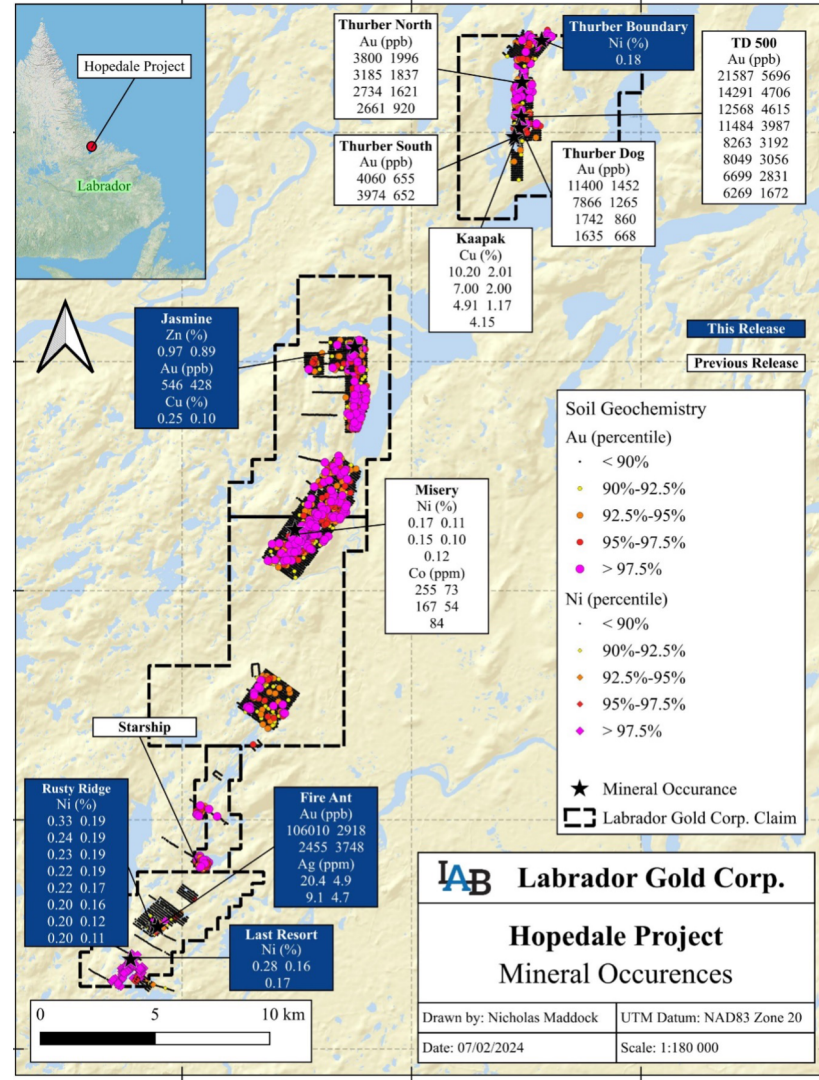 Hopedale Project
Labrador
Thurber North
Au (ppb)
3800 1996
3185 1837
2734 1621
2661 920
Thurber Boundary
Ni (%)
0.18
TD 500
Au (ppb)
21587 5696
14291 4706
12568 4615
11484 3987
8263 3192
8049 3056
6699 2831
6269 1672
Thurber South
Au (ppb)
4060 655
3974 652
Thurber Dog
Au (ppb)
11400 1452
7866 1265
1742 860
1635 668
Kaapak
Cu (%)
10.20 2.01
7.00 2.00
4.91 1.17
4.15
Jasmine
Zn (%)
0.97 0.89
Au (ppb)
546 428
Cu (%)
0.25 0.10
This Release
Previous Release
Misery
Ni (%)
0.17 0.11
0.15 0.10
0.12
Co (ppm)
255 73
167 54
84
Soil Geochemistry
Au (percentile)
< 90%
90%-92.5%
92.5%-95%
95%-97.5%
> 97.5%
Ni (percentile)
< 90%
90%-92.5%
92.5%-95%
95%-97.5%
> 97.5%
Mineral Occurance
Labrador Gold Corp. Claim
Starship
Rusty Ridge
Ni (%)
0.33 0.19
0.24 0.19
0.23 0.19
0.22 0.19
0.22 0.17
0.20 0.16
0.20 0.12
0.20 0.11
Fire Ant
Au (ppb)
106010 2918
2455 3748
Ag (ppm)
20.4 4.9
9.1 4.7
Last Resort
Ni (%)
0.28 0.16
0.17
0 5 10 km
LAB Labrador Gold Corp.
Hopedale Project
Mineral Occurences
Drawn by: Nicholas Maddock
UTM Datum: NAD83 Zone 20
Date: 07/02/2024
Scale: 1:180 000